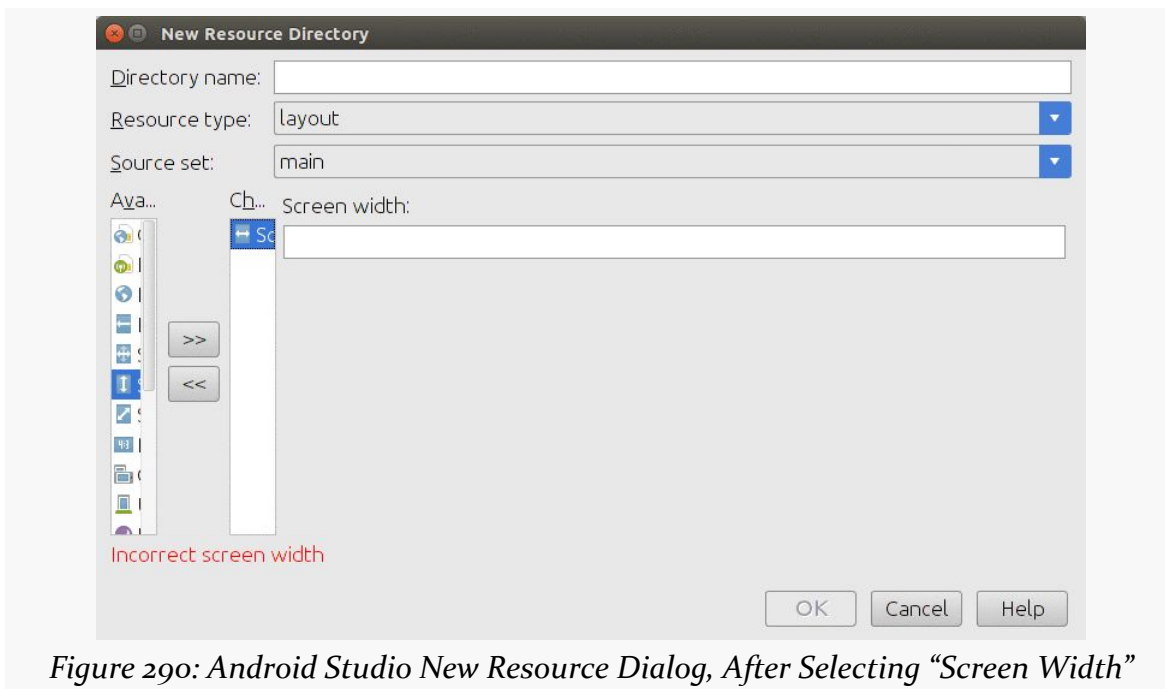 New Resource Directory
Directory name:
Resource type: layout
Source set: main
Ava... Ch... Screen width:
>>
<<
Incorrect screen width
OK Cancel Help
Figure 290: Android Studio New Resource Dialog, After Selecting “Screen Width”